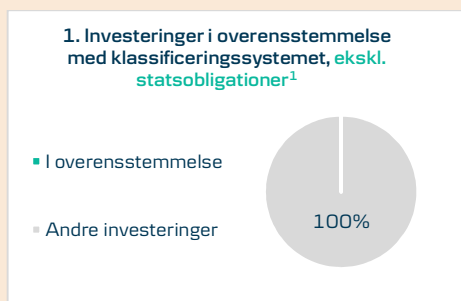 1. Investeringer i overensstemmelse
med klassificeringssystemet, ekskl.
statsobligationer¹
I overensstemmelse
Andre investeringer
100%